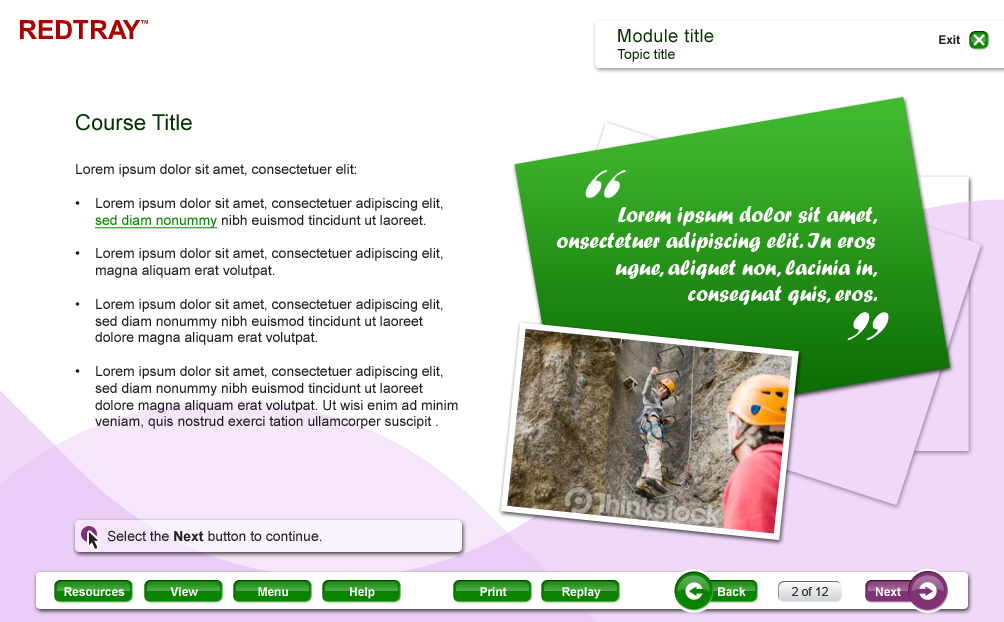 REDTRAY™
Module title
Topic title
Exit
Course Title
Lorem ipsum dolor sit amet, consectetuer elit:
• Lorem ipsum dolor sit amet, consectetuer adipiscing elit,
sed diam nonummy nibh euismod tincidunt ut laoreet.
• Lorem ipsum dolor sit amet, consectetuer adipiscing elit,
magna aliquam erat volutpat.
• Lorem ipsum dolor sit amet, consectetuer adipiscing elit,
sed diam nonummy nibh euismod tincidunt ut laoreet
dolore magna aliquam erat volutpat.
• Lorem ipsum dolor sit amet, consectetuer adipiscing elit,
sed diam nonummy nibh euismod tincidunt ut laoreet
dolore magna aliquam erat volutpat. Ut wisi enim ad minim
veniam, quis nostrud exerci tation ullamcorper suscipit .
“
Lorem ipsum dolor sit amet,
onsectetuer adipiscing elit. In eros
ugue, aliquet non, lacinia in,
consequat quis, eros.
”
Thinkstock
Select the Next button to continue.
Resources
View
Menu
Help
Print
Replay
Back
2 of 12
Next